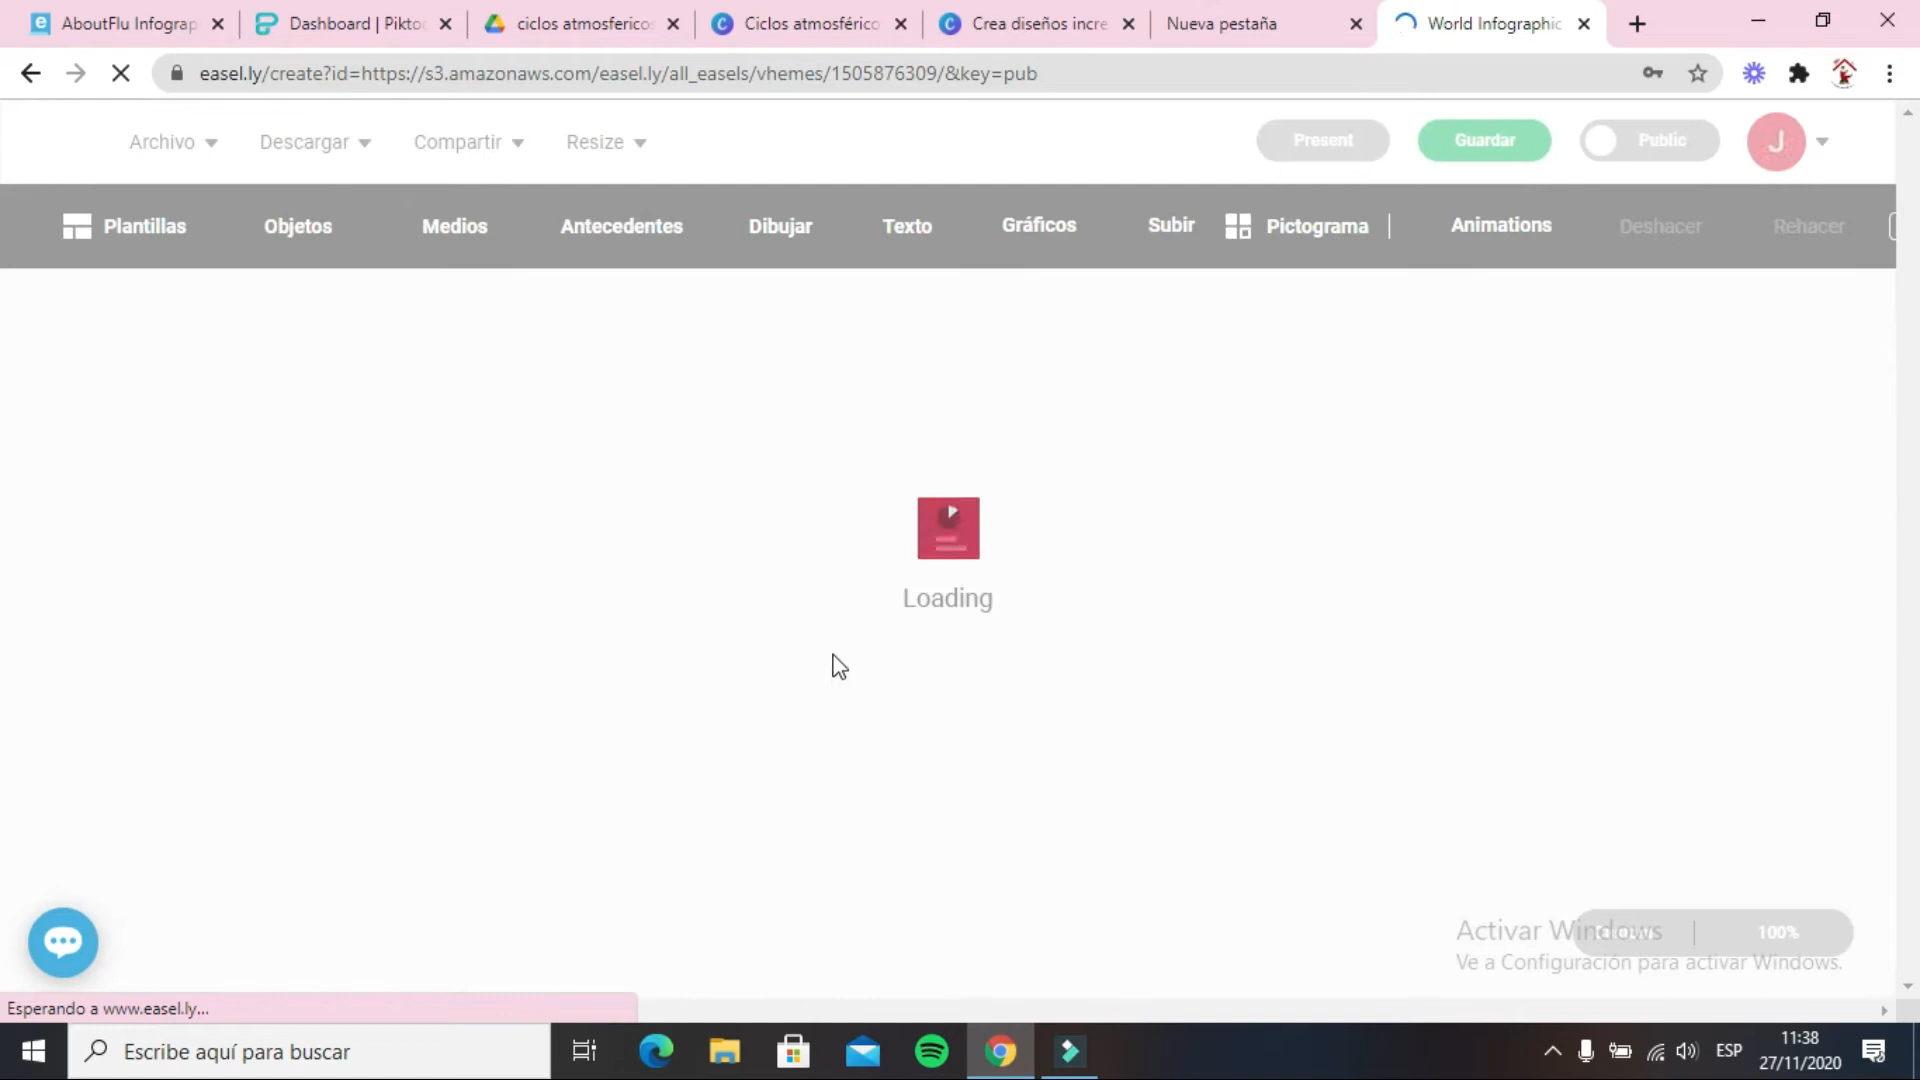 AboutFlu Infograp
Dashboard | Pikto
ciclos atmosferico
Ciclos atmosférico
Crea diseños incre
Nueva pestaña
World Infographic
easel.ly/create?id=https://s3.amazonaws.com/easel.ly/all_easels/vhemes/1505876309/&key=pub
Archivo
Descargar
Compartir
Resize
Present
Guardar
Public
J
Plantillas
Objetos
Medios
Antecedentes
Dibujar
Texto
Gráficos
Subir
Pictograma
Animations
Deshacer
Rehacer
Loading
Activar Windows
100%
Ve a Configuración para activar Windows.
Esperando a www.easel.ly...
Escribe aquí para buscar
ESP
11:38
27/11/2020